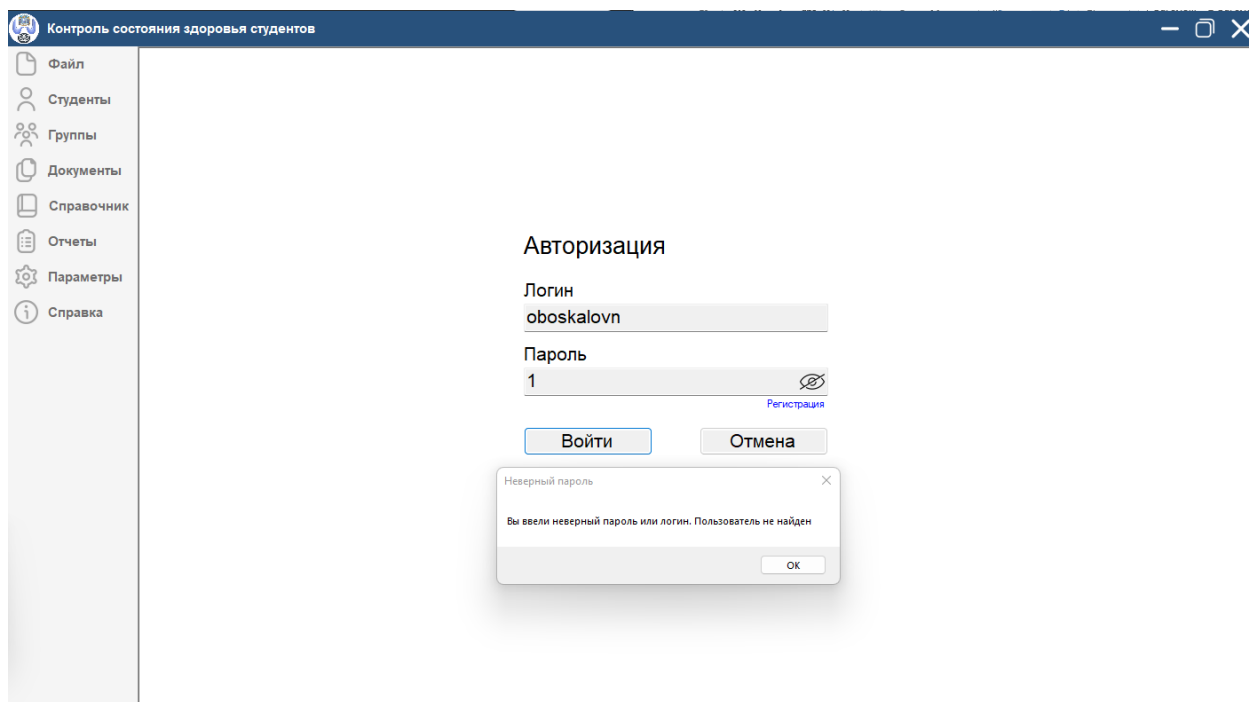 Контроль состояния здоровья студентов
Файл
Студенты
Группы
Документы
Справочник
Отчеты
Параметры
Справка
Авторизация
Логин
oboskalovn
Пароль
1
Регистрация
Войти
Отмена
Неверный пароль
Вы ввели неверный пароль или логин. Пользователь не найден
ОК